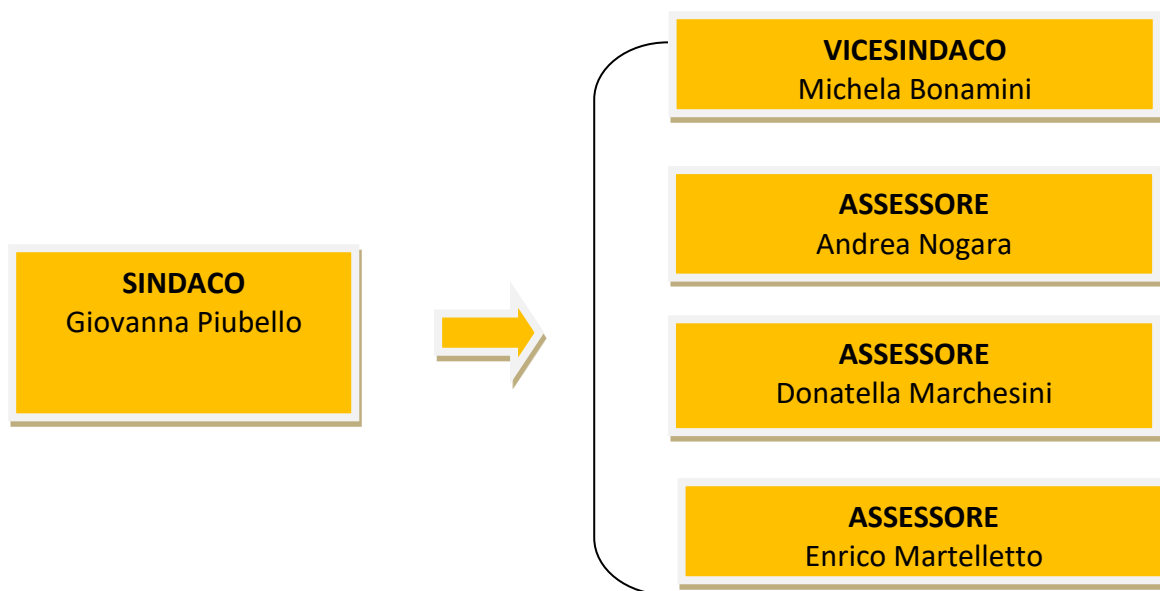 SINDACO
Giovanna Piubello
VICESINDACO
Michela Bonamini
ASSESSORE
Andrea Nogara
ASSESSORE
Donatella Marchesini
ASSESSORE
Enrico Martelletto